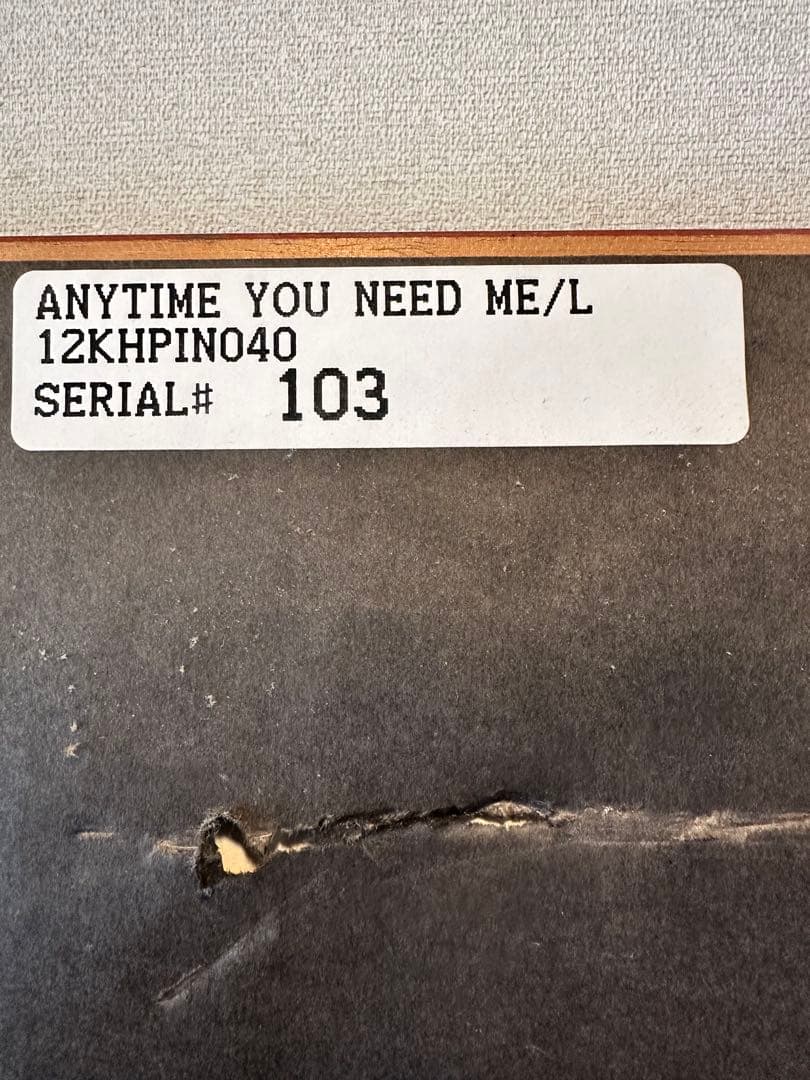 ANYTIME YOU NEED ME/L
12KHPIN040
SERIAL# 103